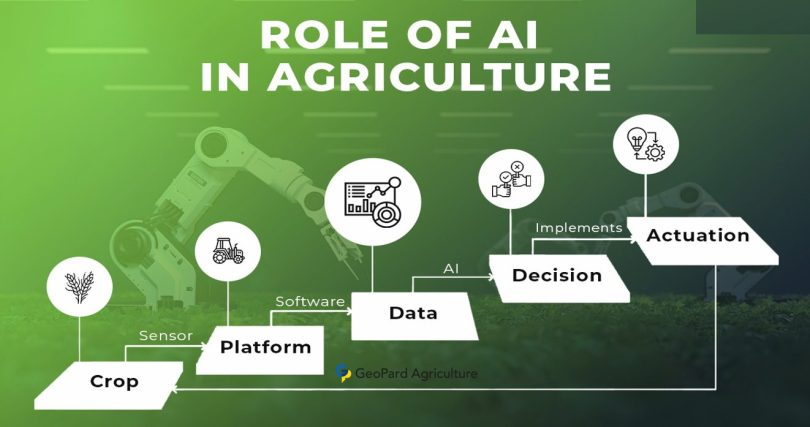 ROLE OF AI
IN AGRICULTURE
Implements
Actuation
AI
Decision
Software
Data
Sensor
Platform
Crop
GeoPard Agriculture